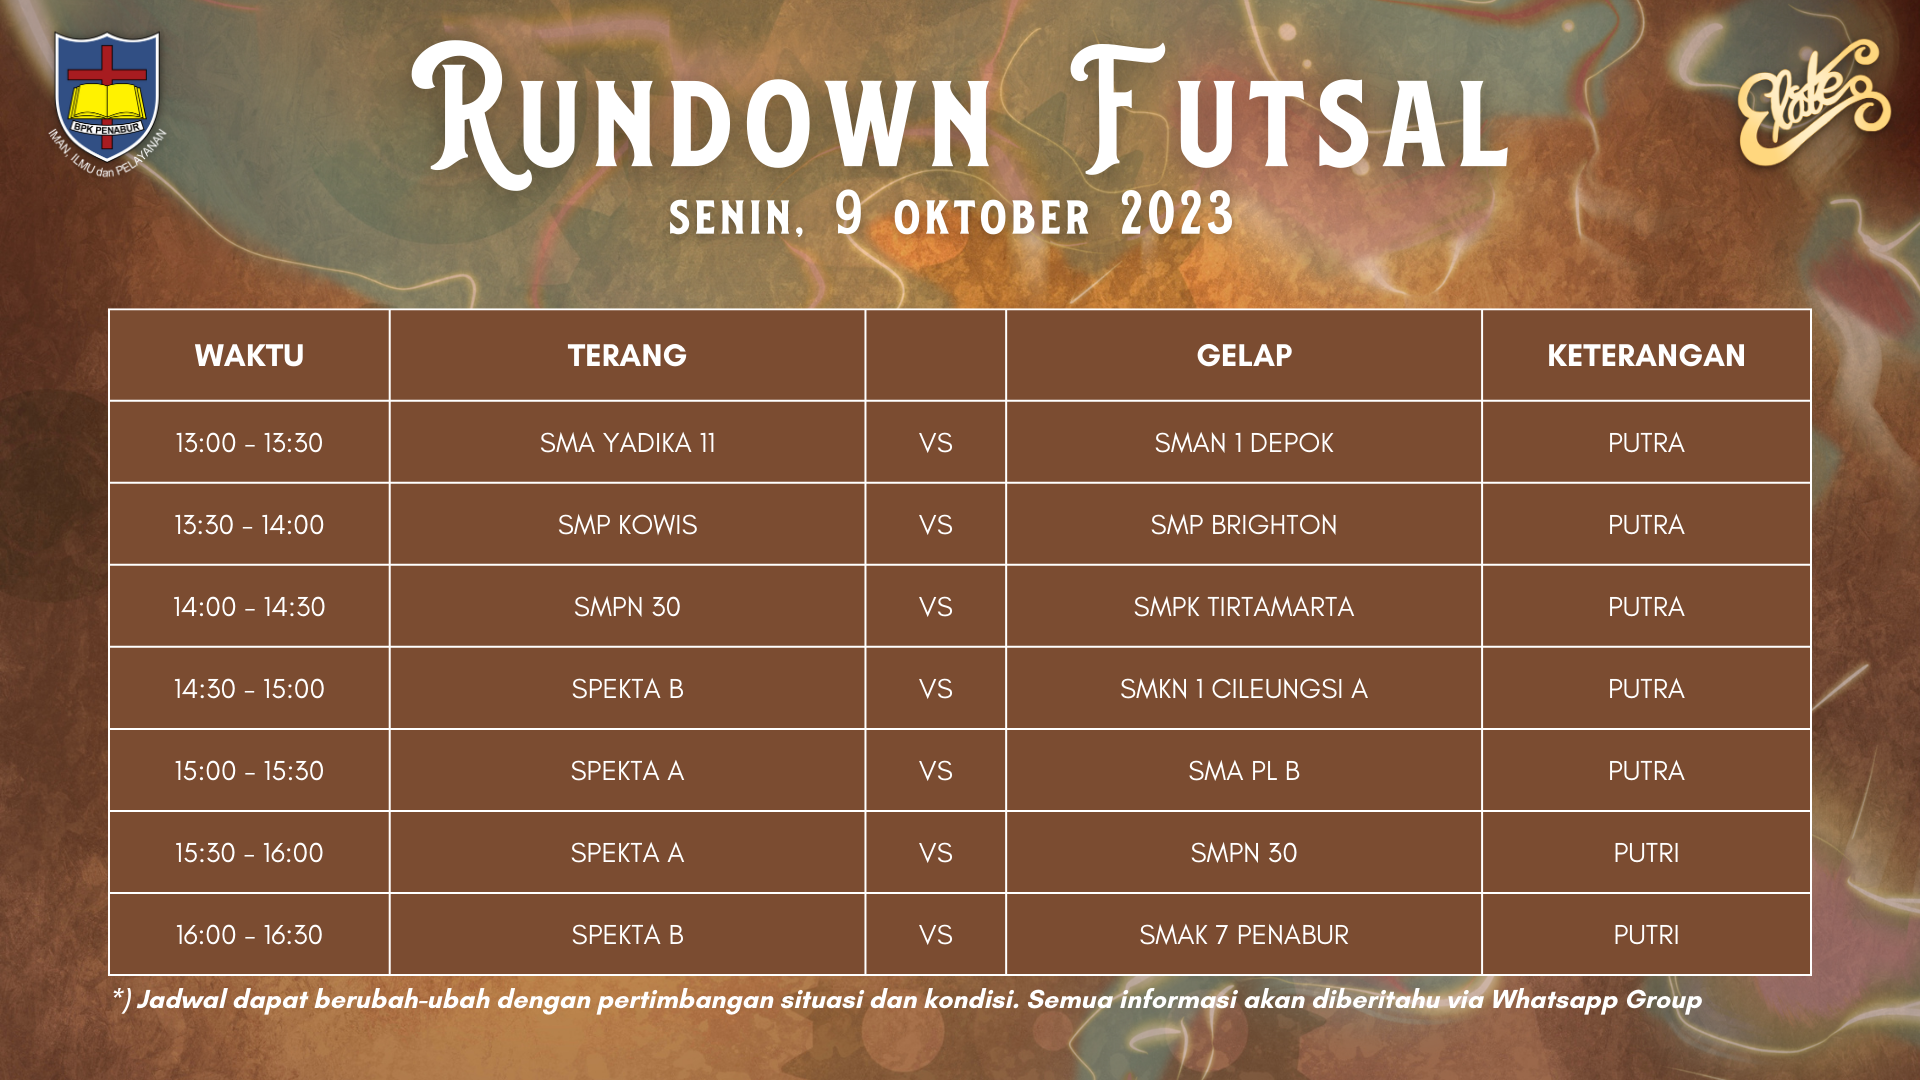 BPK PENABUR
IMAN, ILMU dan PELAYANAN
Elate
RUNDOWN FUTSAL
SENIN, 9 OKTOBER 2023
WAKTU TERANG GELAP KETERANGAN
13:00 - 13:30 SMA YADIKA 11 VS SMAN 1 DEPOK PUTRA
13:30 - 14:00 SMP KOWIS VS SMP BRIGHTON PUTRA
14:00 - 14:30 SMPN 30 VS SMPK TIRTAMARTA PUTRA
14:30 - 15:00 SPEKTA B VS SMKN 1 CILEUNGSI A PUTRA
15:00 - 15:30 SPEKTA A VS SMA PL B PUTRA
15:30 - 16:00 SPEKTA A VS SMPN 30 PUTRI
16:00 - 16:30 SPEKTA B VS SMAK 7 PENABUR PUTRI
*) Jadwal dapat berubah-ubah dengan pertimbangan situasi dan kondisi. Semua informasi akan diberitahu via Whatsapp Group